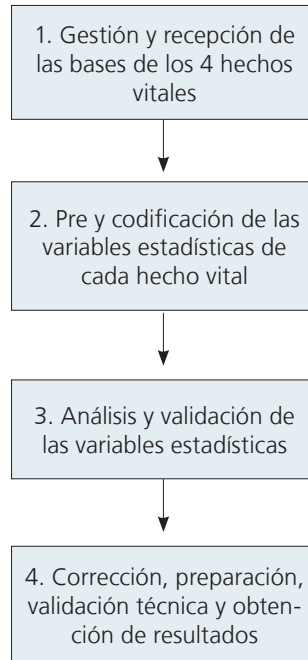 1. Gestión y recepción de
las bases de los 4 hechos
vitales
2. Pre y codificación de las
variables estadísticas de
cada hecho vital
3. Análisis y validación de
las variables estadísticas
4. Corrección, preparación,
validación técnica y obten-
ción de resultados